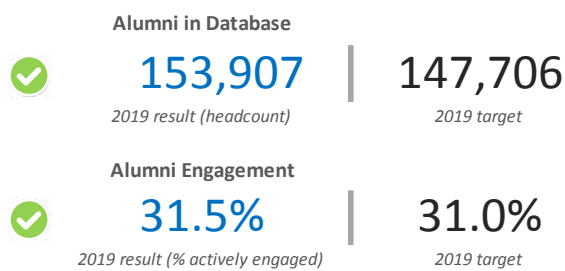 Alumni in Database
153,907 147,706
2019 result (headcount) 2019 target
Alumni Engagement
31.5% 31.0%
2019 result (% actively engaged) 2019 target